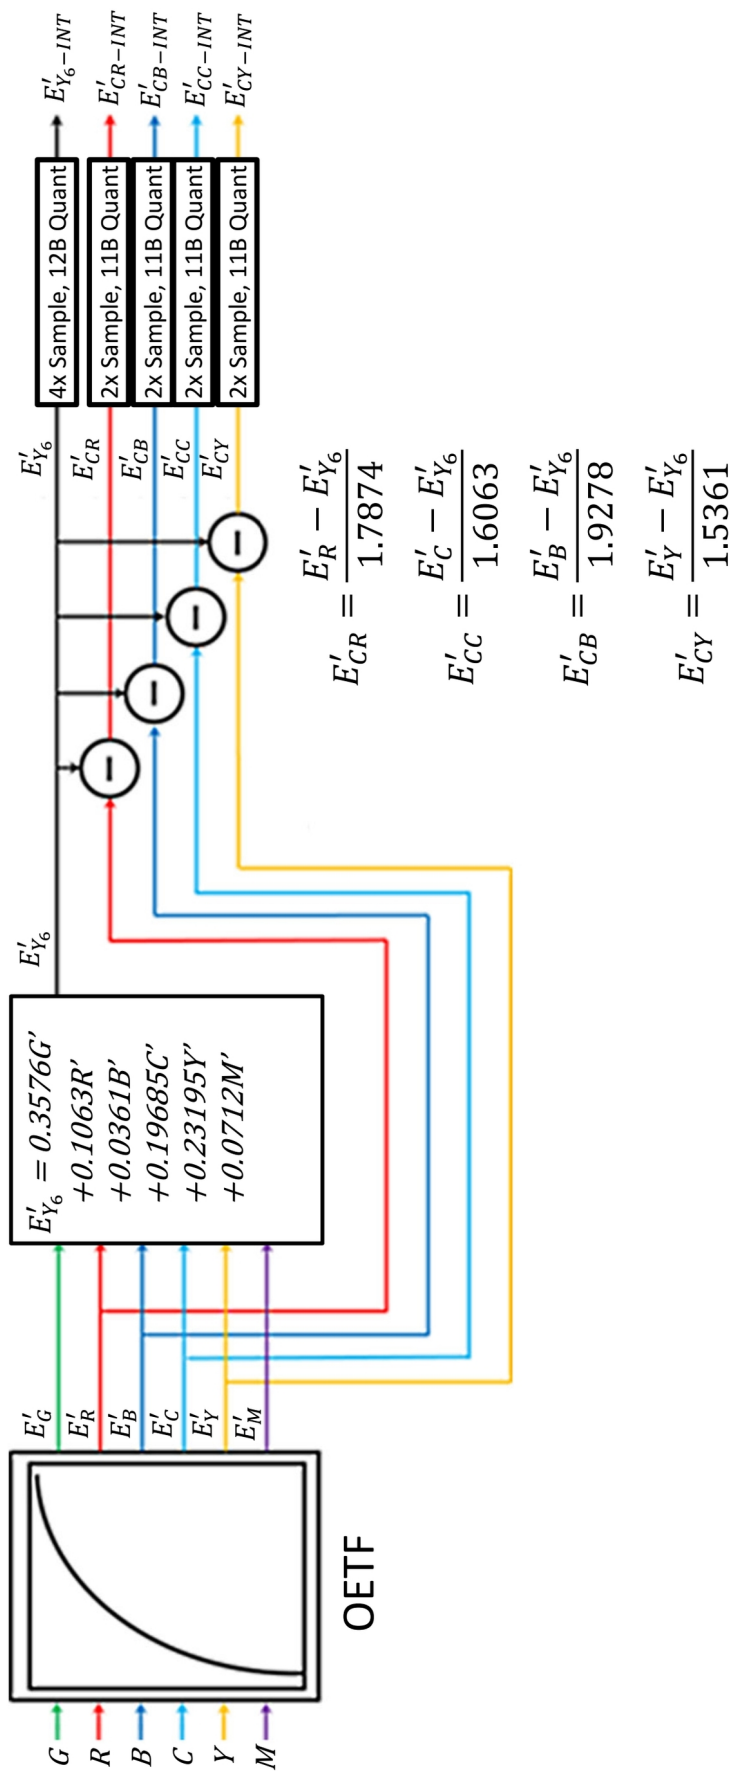 G
R
B
C
Y
M
OETF
E′G
E′R
E′B
E′C
E′Y
E′M
E′Y6 = 0.3576G′
+0.1063R′
+0.0361B′
+0.19685C′
+0.23195Y′
+0.0712M′
E′Y6
−
−
−
−
E′Y6
E′CR
E′CB
E′CC
E′CY
4x Sample, 12B Quant
2x Sample, 11B Quant
2x Sample, 11B Quant
2x Sample, 11B Quant
2x Sample, 11B Quant
E′Y6−INT
E′CR−INT
E′CB−INT
E′CC−INT
E′CY−INT
E′CR = E′R − E′Y6 / 1.7874
E′CC = E′C − E′Y6 / 1.6063
E′CB = E′B − E′Y6 / 1.9278
E′CY = E′Y − E′Y6 / 1.5361